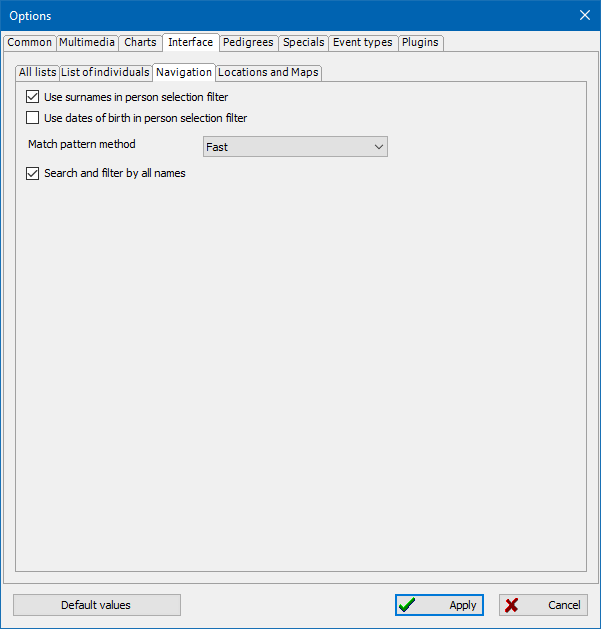 Options
Common Multimedia Charts Interface Pedigrees Specials Event types Plugins
All lists List of individuals Navigation Locations and Maps
Use surnames in person selection filter
Use dates of birth in person selection filter
Match pattern method Fast
Search and filter by all names
Default values Apply Cancel